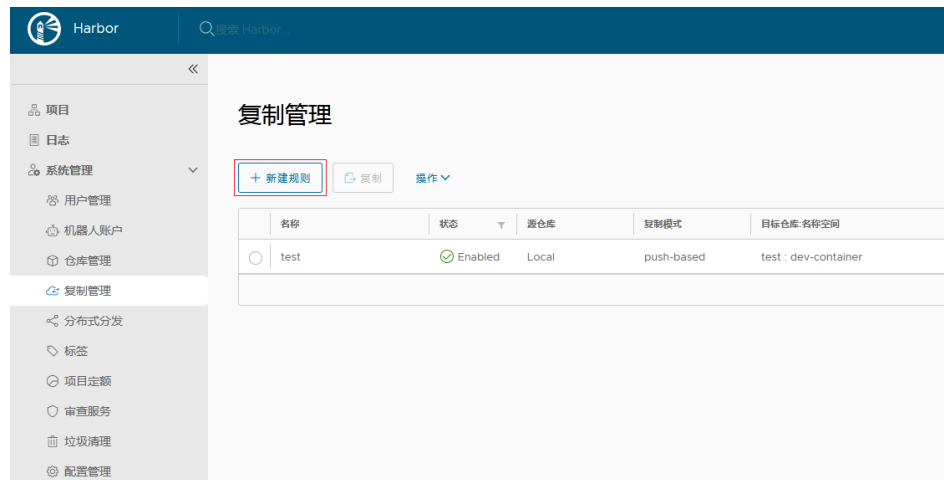 Harbor
搜索 Harbor...
项目
日志
系统管理
用户管理
机器人账户
仓库管理
复制管理
分布式分发
标签
项目定额
审查服务
垃圾清理
配置管理
复制管理
+ 新建规则 复制 操作
名称 状态 源仓库 复制模式 目标仓库:名称空间
test Enabled Local push-based test : dev-container